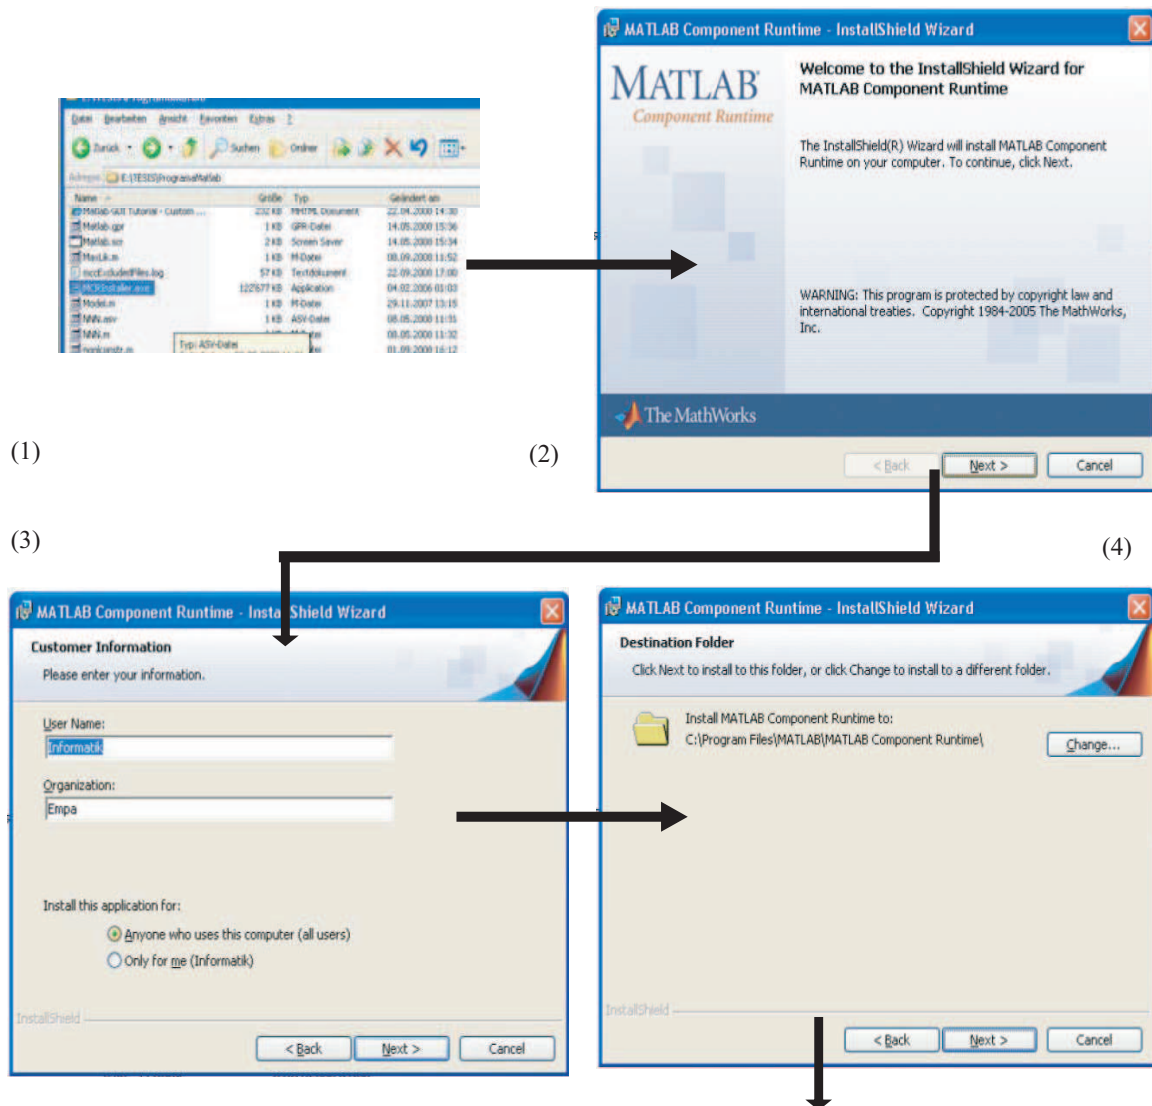 Datei Bearbeiten Ansicht Favoriten Extras ?
Zurück Suchen Ordner
Adresse E:\TESIS\ProgramaMatlab
Name Größe Typ Geändert am
Matlab-GUI Tutorial - Custom ... 232 KB MHTML Document 22.04.2008 14:30
Matlab.gpr 1 KB GPR-Datei 14.05.2008 15:36
Matlab.scr 2 KB Screen Saver 14.05.2008 15:34
MaxLik.m 1 KB M-Datei 08.09.2008 11:52
mccExcludedFiles.log 57 KB Textdokument 22.09.2008 17:00
MCRInstaller.exe 122'677 KB Application 04.02.2006 01:03
Model.m 1 KB M-Datei 29.11.2007 13:15
NNN.asv 1 KB ASV-Datei 08.05.2008 11:31
NNN.m 08.05.2008 11:32
nonlconstr.m 01.09.2008 16:12
Typ: ASV-Datei
(1)
MATLAB Component Runtime - InstallShield Wizard
MATLAB®
Component Runtime
Welcome to the InstallShield Wizard for
MATLAB Component Runtime
The InstallShield(R) Wizard will install MATLAB Component
Runtime on your computer. To continue, click Next.
WARNING: This program is protected by copyright law and
international treaties. Copyright 1984-2005 The MathWorks,
Inc.
The MathWorks
(2)
< Back Next > Cancel
(3)
MATLAB Component Runtime - InstallShield Wizard
Customer Information
Please enter your information.
User Name:
Informatik
Organization:
Empa
Install this application for:
Anyone who uses this computer (all users)
Only for me (Informatik)
InstallShield
< Back Next > Cancel
(4)
MATLAB Component Runtime - InstallShield Wizard
Destination Folder
Click Next to install to this folder, or click Change to install to a different folder.
Install MATLAB Component Runtime to:
C:\Program Files\MATLAB\MATLAB Component Runtime\
Change...
InstallShield
< Back Next > Cancel